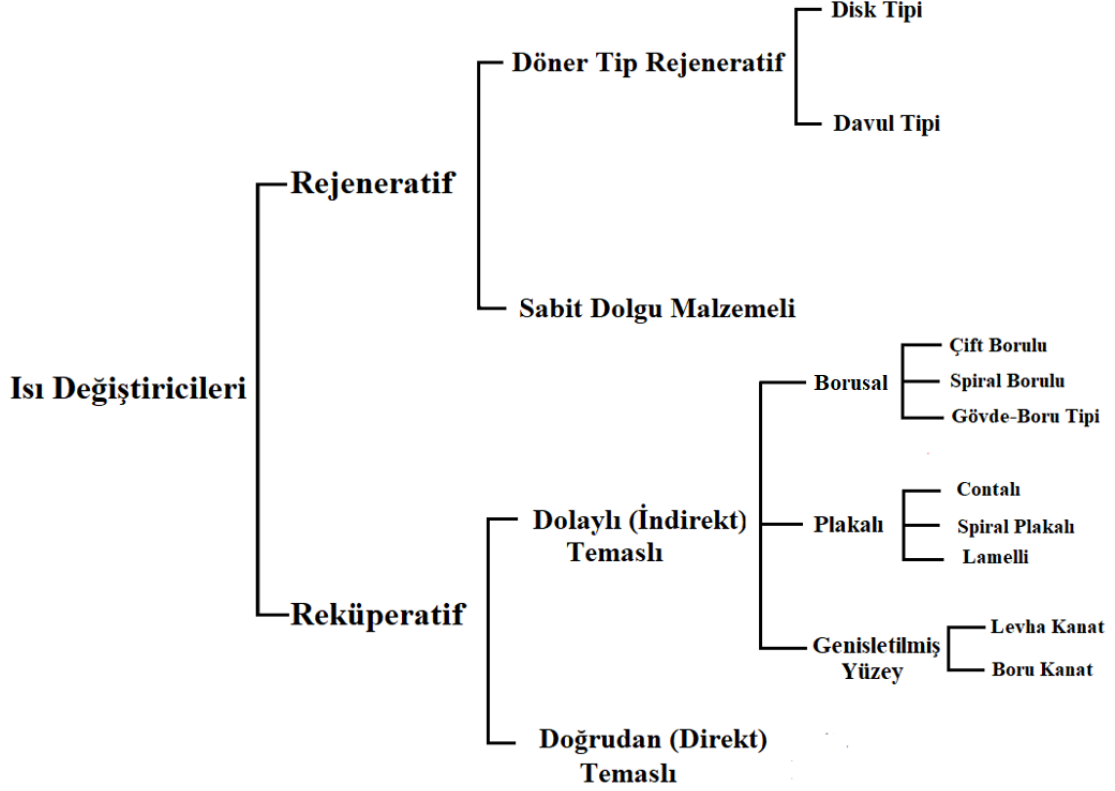 Disk Tipi
Döner Tip Rejeneratif
Davul Tipi
Rejeneratif
Sabit Dolgu Malzemeli
Çift Borulu
Borusal
Spiral Borulu
Isı Değiştiricileri
Gövde-Boru Tipi
Contalı
Dolaylı (İndirekt)
Temaslı
Plakalı
Spiral Plakalı
Lamelli
Reküperatif
Levha Kanat
Genisletilmiş
Yüzey
Boru Kanat
Doğrudan (Direkt)
Temaslı